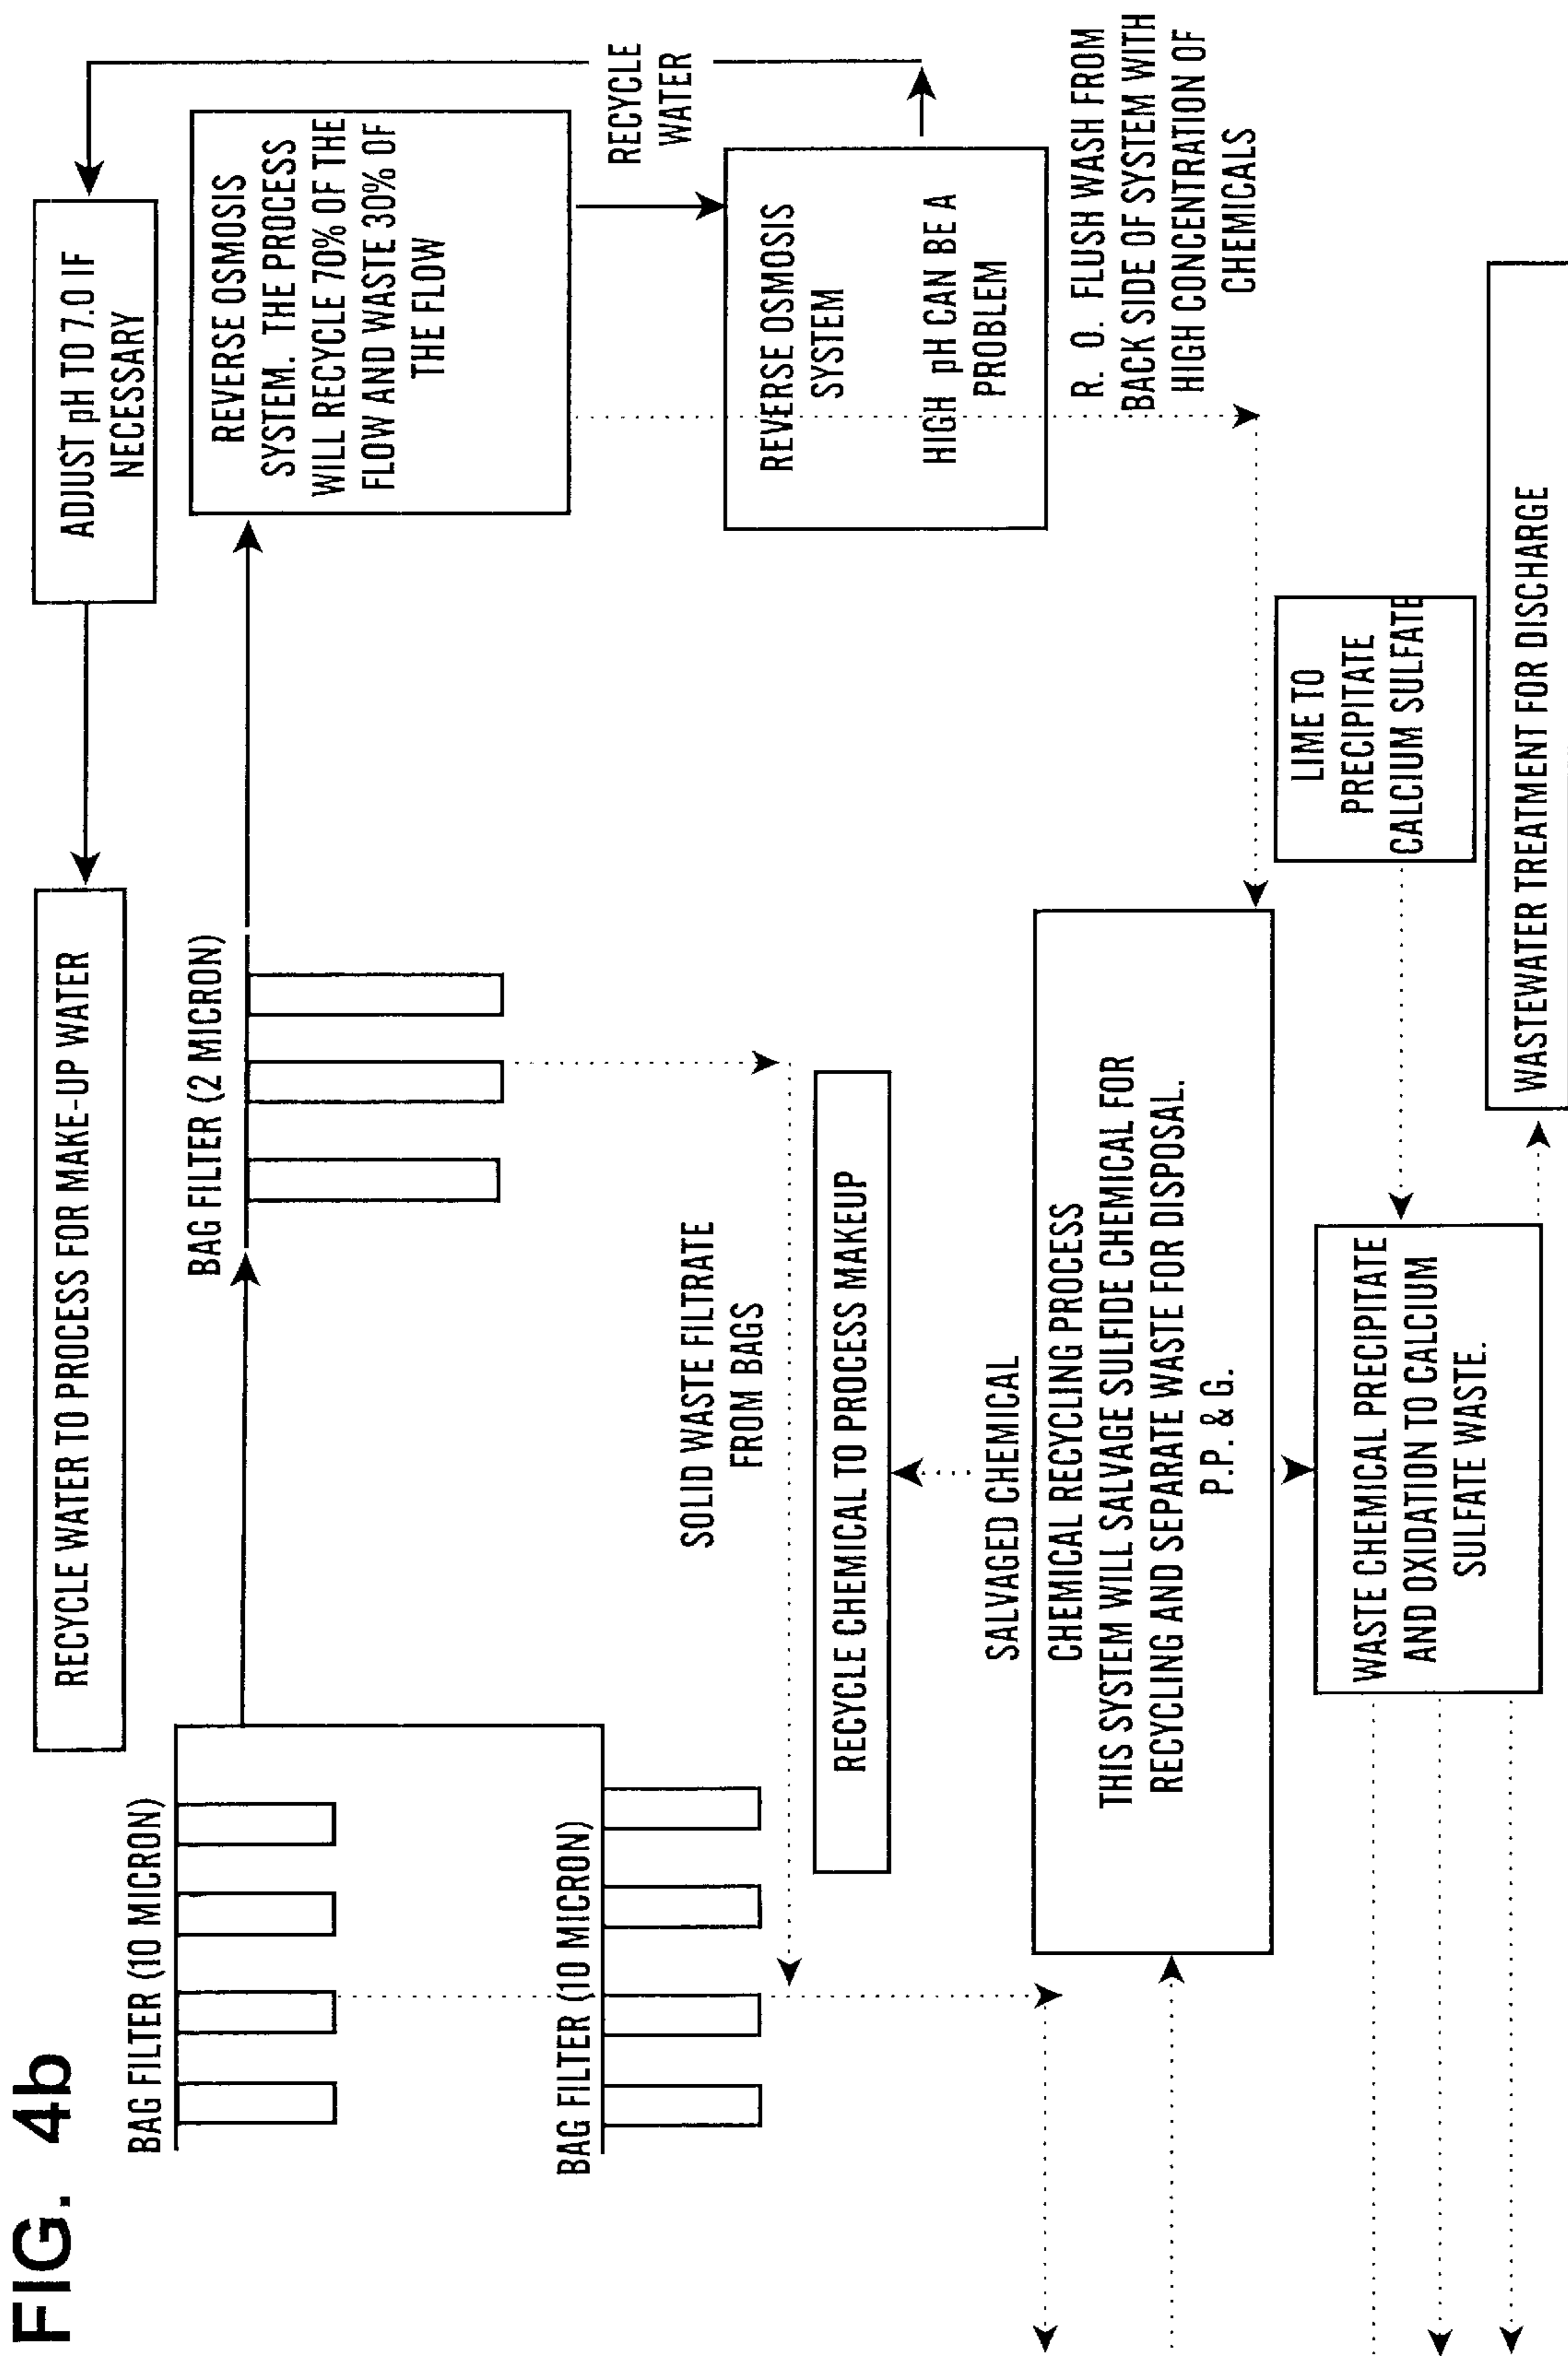 FIG. 4b
RECYCLE WATER TO PROCESS FOR MAKE-UP WATER
ADJUST pH TO 7.0 IF
NECESSARY
BAG FILTER (10 MICRON)
BAG FILTER (2 MICRON)
REVERSE OSMOSIS
SYSTEM. THE PROCESS
WILL RECYCLE 70% OF THE
FLOW AND WASTE 30% OF
THE FLOW
RECYCLE
WATER
BAG FILTER (10 MICRON)
SOLID WASTE FILTRATE
FROM BAGS
REVERSE OSMOSIS
SYSTEM
HIGH pH CAN BE A
PROBLEM
RECYCLE CHEMICAL TO PROCESS MAKEUP
SALVAGED CHEMICAL
R. O. FLUSH WASH FROM
BACK SIDE OF SYSTEM WITH
HIGH CONCENTRATION OF
CHEMICALS
CHEMICAL RECYCLING PROCESS
THIS SYSTEM WILL SALVAGE SULFIDE CHEMICAL FOR
RECYCLING AND SEPARATE WASTE FOR DISPOSAL.
P.P. & G.
LIME TO
PRECIPITATE
CALCIUM SULFATE
WASTE CHEMICAL PRECIPITATE
AND OXIDATION TO CALCIUM
SULFATE WASTE.
WASTEWATER TREATMENT FOR DISCHARGE